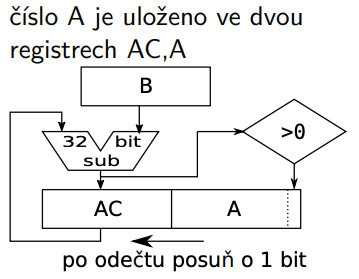 číslo A je uloženo ve dvou
registrech AC,A
B
32 bit
sub
>0
AC
A
po odečtu posuň o 1 bit